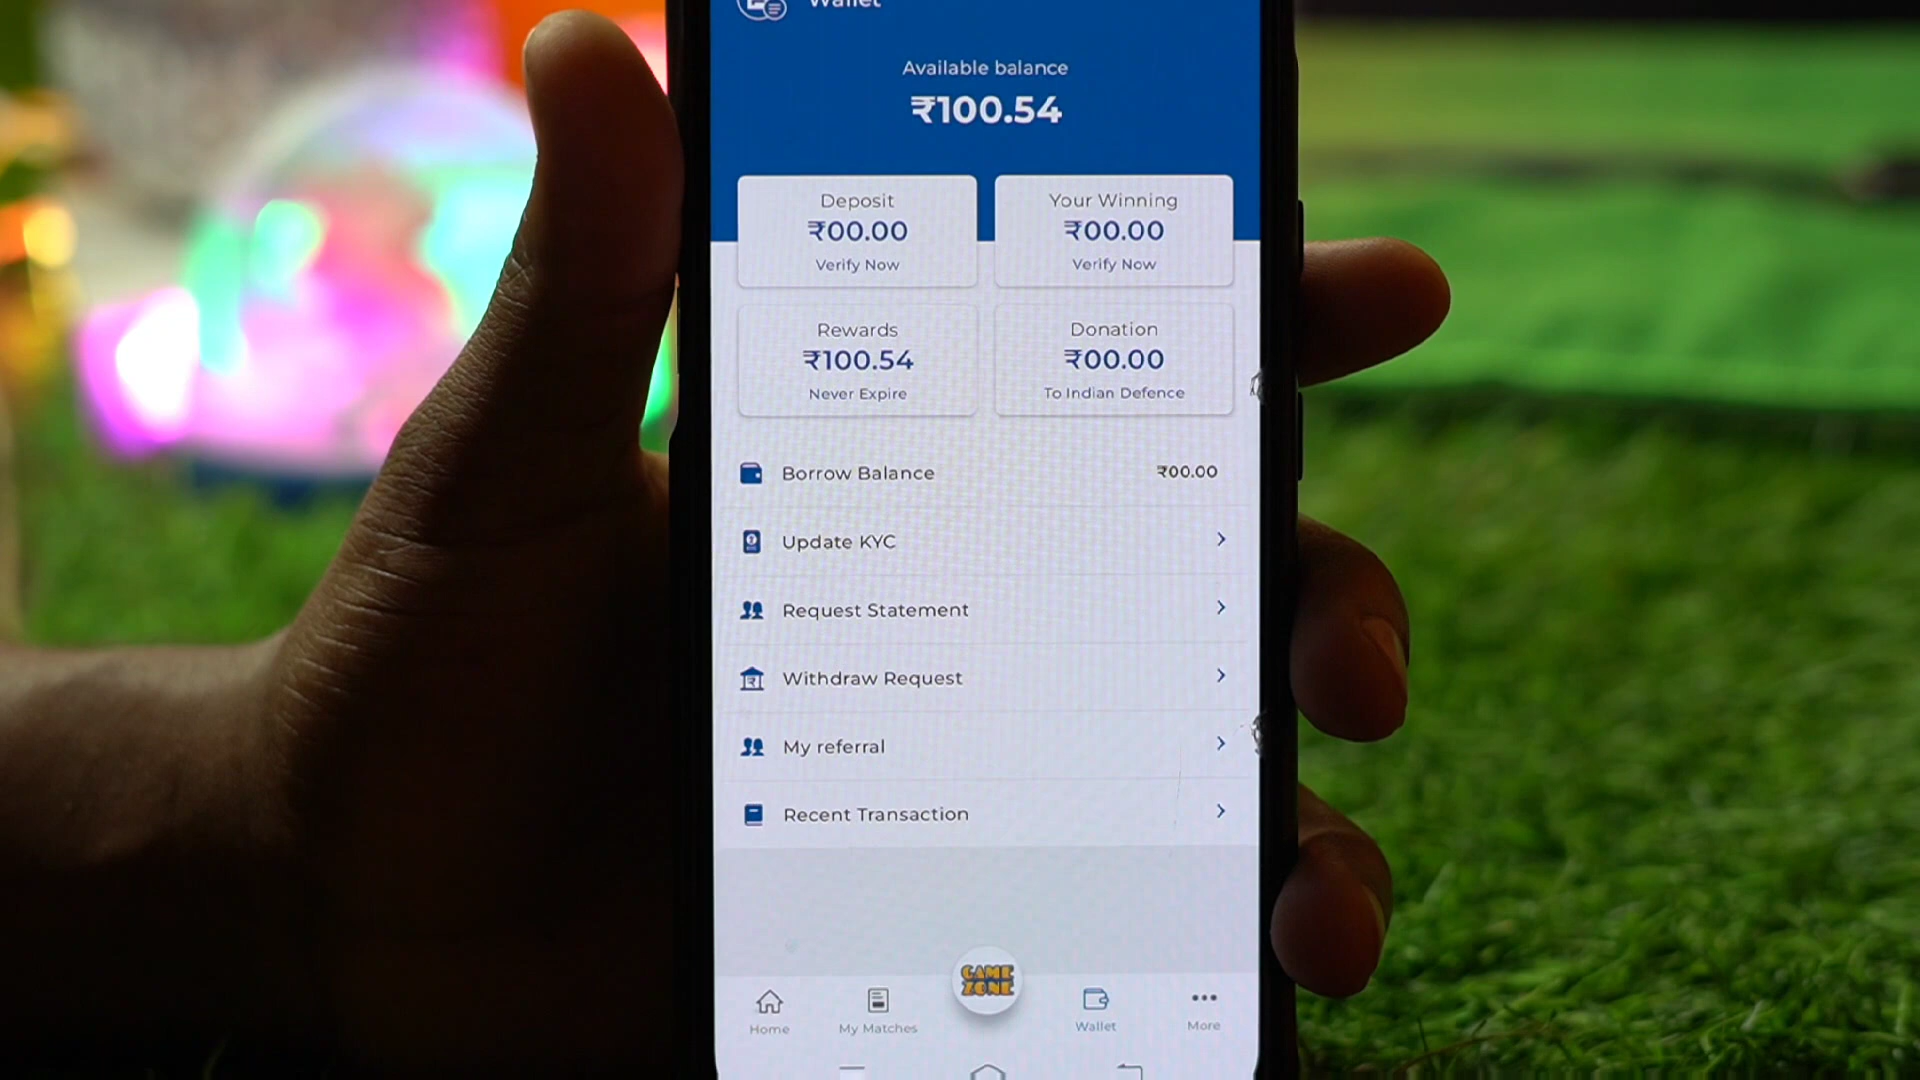 Wallet
Available balance
₹100.54
Deposit
₹00.00
Verify Now
Your Winning
₹00.00
Verify Now
Rewards
₹100.54
Never Expire
Donation
₹00.00
To Indian Defence
Borrow Balance ₹00.00
Update KYC
Request Statement
Withdraw Request
My referral
Recent Transaction
GAME
ZONE
Home
My Matches
Wallet
More